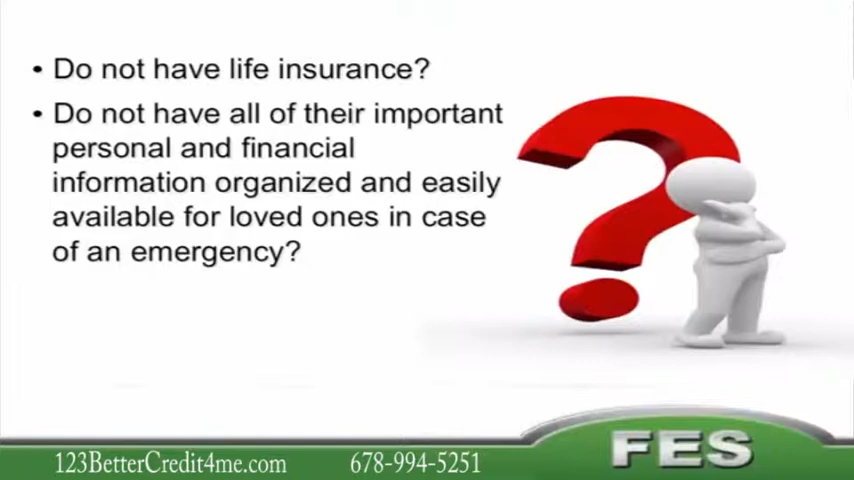 • Do not have life insurance?
• Do not have all of their important
personal and financial
information organized and easily
available for loved ones in case
of an emergency?
FES
123BetterCredit4me.com 678-994-5251